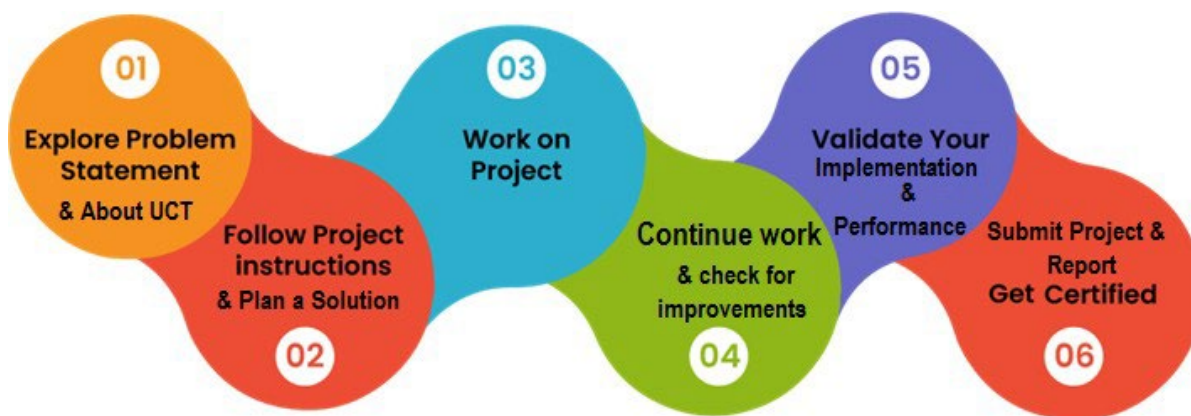 01
Explore Problem
Statement
& About UCT
Follow Project
instructions
& Plan a Solution
02
03
Work on
Project
Continue work
& check for
improvements
04
05
Validate Your
Implementation
&
Performance
Submit Project &
Report
Get Certified
06